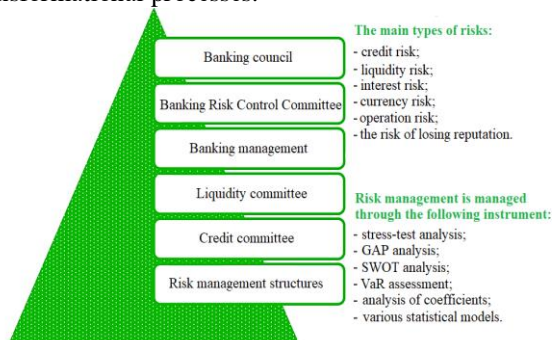 Banking council
Banking Risk Control Committee
Banking management
Liquidity committee
Credit committee
Risk management structures
The main types of risks:
- credit risk;
- liquidity risk;
- interest risk;
- currency risk;
- operation risk;
- the risk of losing reputation.
Risk management is managed
through the following instrument:
- stress-test analysis;
- GAP analysis;
- SWOT analysis;
- VaR assessment;
- analysis of coefficients;
- various statistical models.